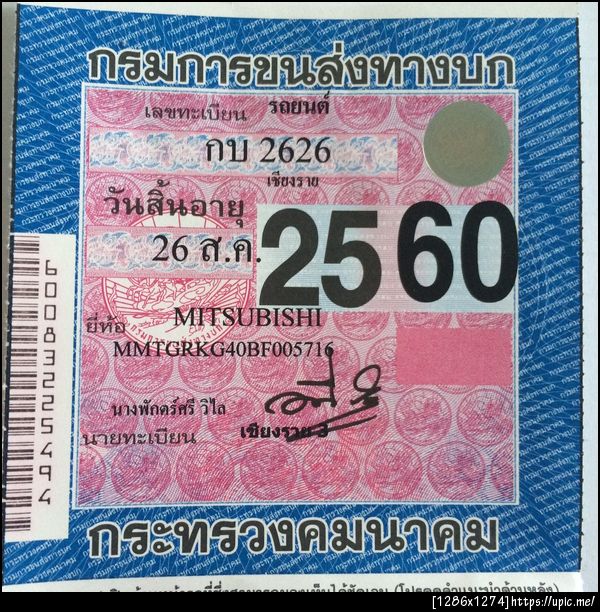 กรมการขนส่งทางบก
เลขทะเบียน รถยนต์
กบ 2626
เชียงราย
วันสิ้นอายุ
26 ส.ค. 2560
ยี่ห้อ MITSUBISHI
MMTGRKG40BF005716
นางพักตร์ศรี วิไล
นายทะเบียน เชียงราย 3
กระทรวงคมนาคม
6008322549​4
[1286x1274]https://upic.me/